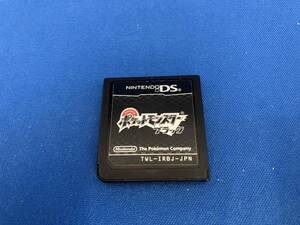 NINTENDO DS
ポケットモンスター
ブラック
Nintendo
The Pokémon Company
TWL-IRBJ-JPN